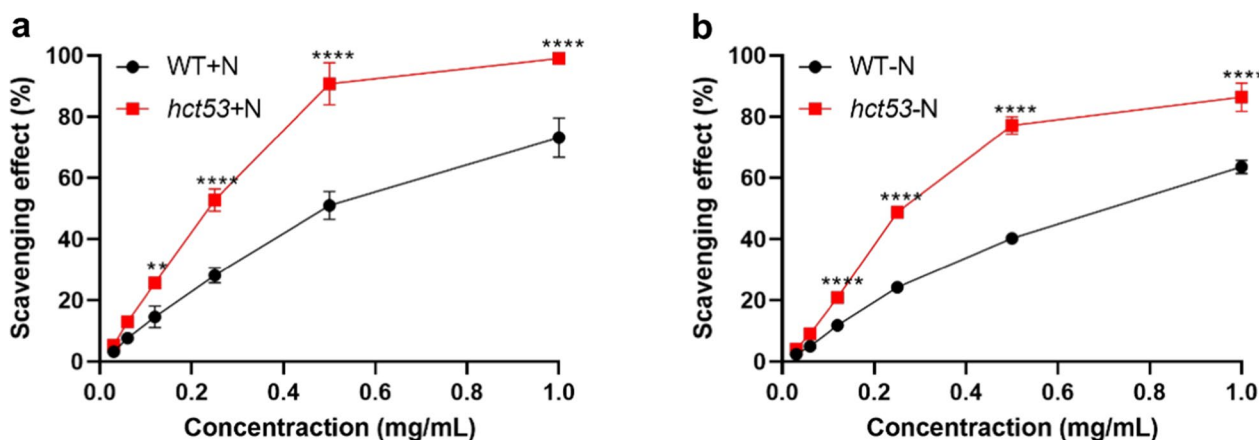 a
WT+N
hct53+N
Scavenging effect (%)
100
80
60
40
20
0
**
****
****
****
0.0 0.2 0.4 0.6 0.8 1.0
Concentraction (mg/mL)
b
WT-N
hct53-N
Scavenging effect (%)
100
80
60
40
20
0
****
****
****
****
0.0 0.2 0.4 0.6 0.8 1.0
Concentraction (mg/mL)